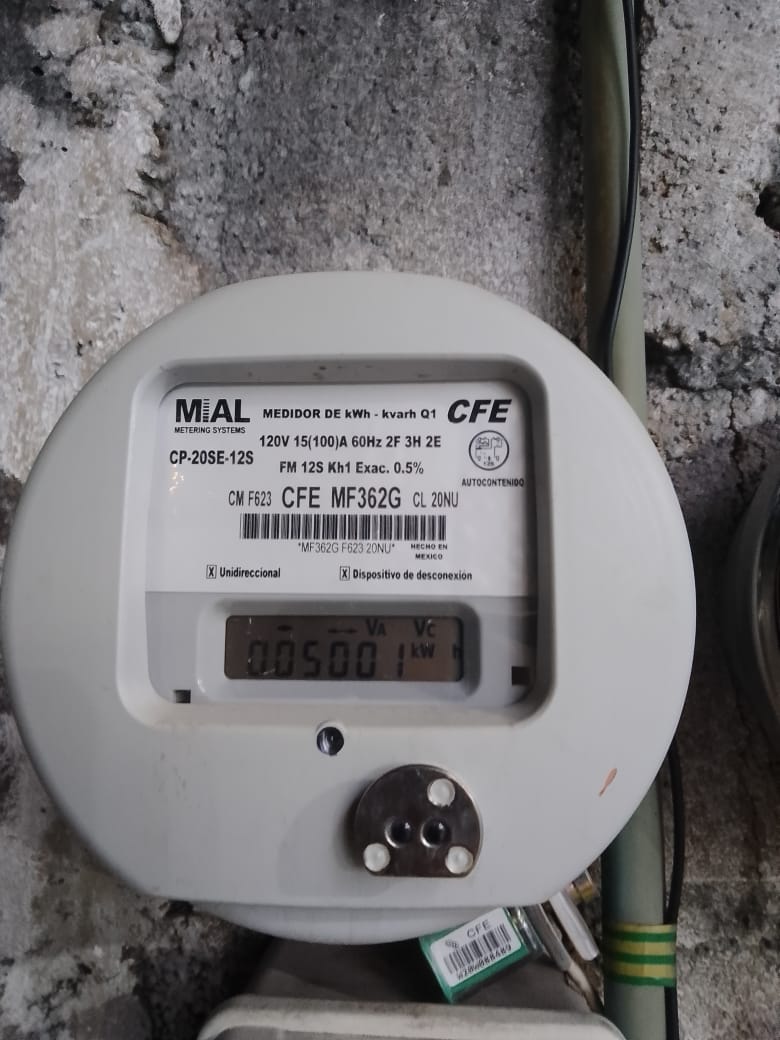 MIAL
METERING SYSTEMS
MEDIDOR DE kWh - kvarh Q1
CFE
120V 15(100)A 60Hz 2F 3H 2E
CP-20SE-12S
FM 12S Kh1 Exac. 0.5%
12S
AUTOCONTENIDO
CM F623 CFE MF362G CL 20NU
*MF362G F623 20NU*
HECHO EN
MEXICO
X Unidireccional
X Dispositivo de desconexión
VA VC
005001 kW h
CFE